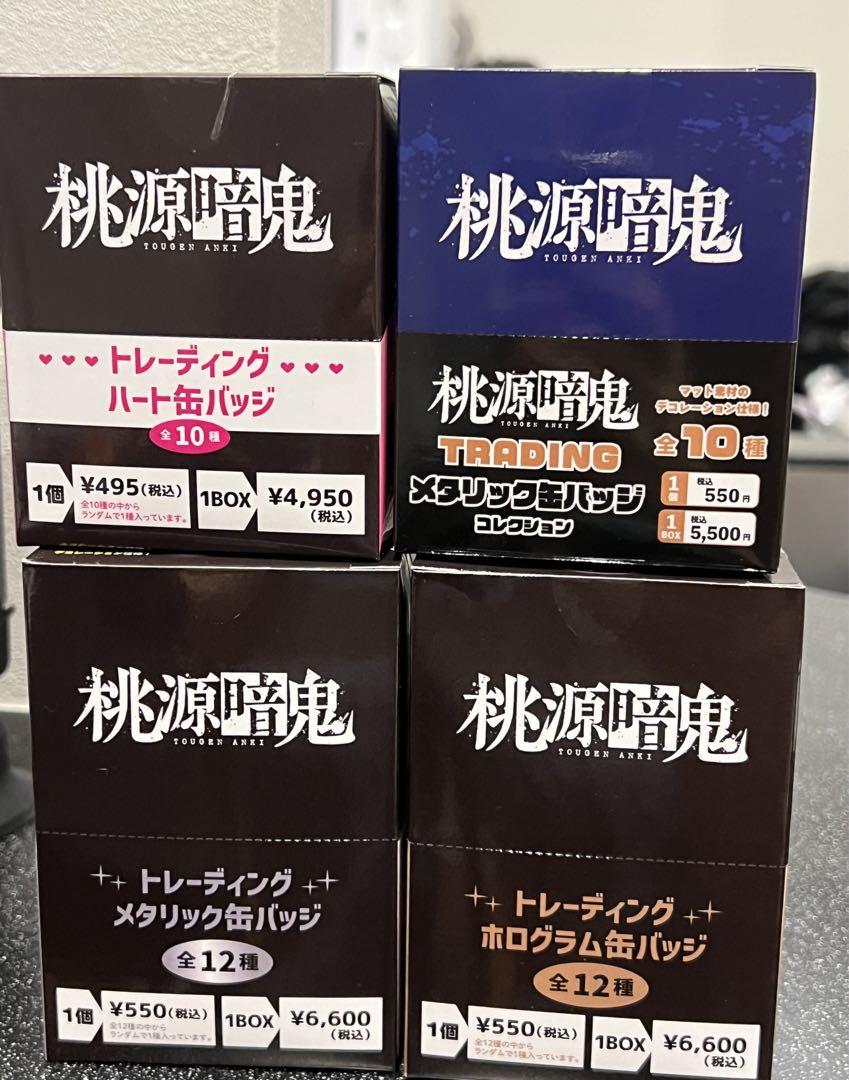 桃源暗鬼
TOUGEN ANKI
♥♥♥トレーディング♥♥♥
ハート缶バッジ
全10種
1個
¥495(税込)
全10種の中から
ランダムで1種入っています。
1BOX
¥4,950
(税込)
桃源暗鬼
TOUGEN ANKI
桃源暗鬼
TOUGEN ANKI
TRADING
メタリック缶バッジ
コレクション
マット素材の
デコレーション仕様!
全10種
1個
税込
550円
1BOX
税込
5,500円
桃源暗鬼
TOUGEN ANKI
トレーディング
メタリック缶バッジ
全12種
1個
¥550(税込)
全12種の中から
ランダムで1種入っています。
1BOX
¥6,600
(税込)
桃源暗鬼
TOUGEN ANKI
トレーディング
ホログラム缶バッジ
全12種
1個
¥550(税込)
全12種の中から
ランダムで1種入っています。
1BOX
¥6,600
(税込)